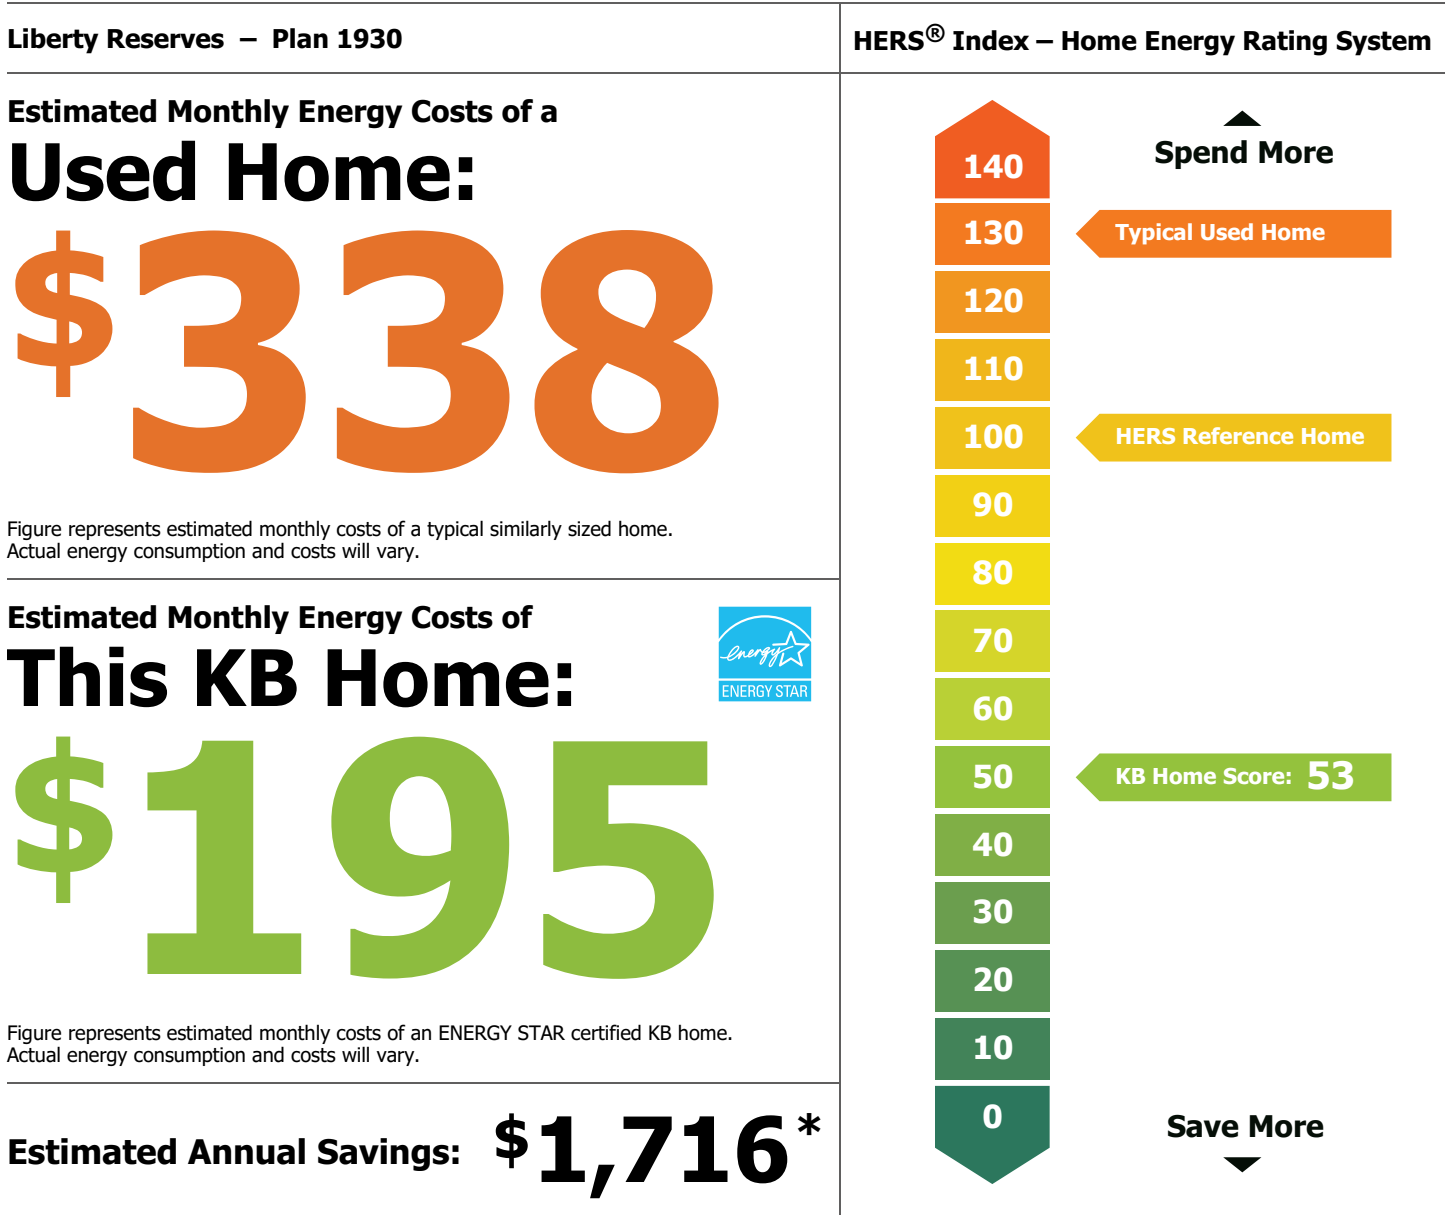 Liberty Reserves – Plan 1930
Estimated Monthly Energy Costs of a
Used Home:
$338
Figure represents estimated monthly costs of a typical similarly sized home.
Actual energy consumption and costs will vary.
Estimated Monthly Energy Costs of
This KB Home:
energy
ENERGY STAR
$195
Figure represents estimated monthly costs of an ENERGY STAR certified KB home.
Actual energy consumption and costs will vary.
Estimated Annual Savings: $1,716*
HERS® Index – Home Energy Rating System
Spend More
140
130 Typical Used Home
120
110
100 HERS Reference Home
90
80
70
60
50 KB Home Score: 53
40
30
20
10
0
Save More